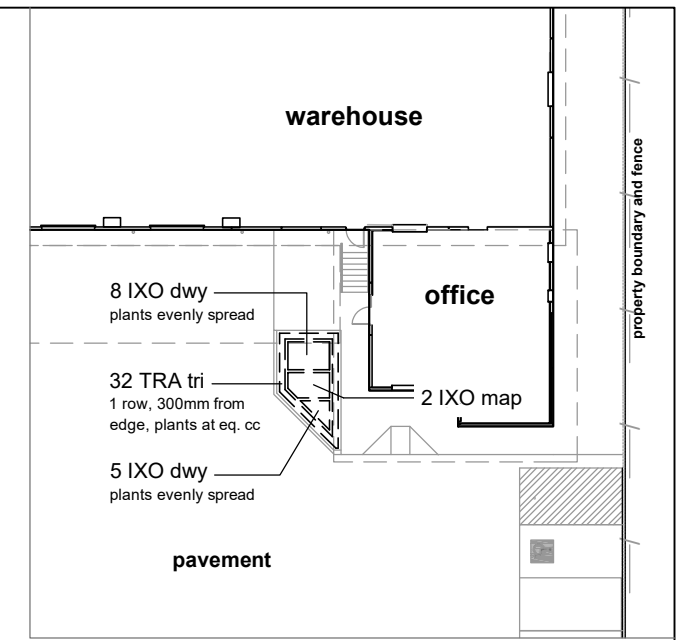 warehouse
property boundary and fence
8 IXO dwy
plants evenly spread
office
32 TRA tri
1 row, 300mm from
edge, plants at eq. cc
2 IXO map
5 IXO dwy
plants evenly spread
pavement